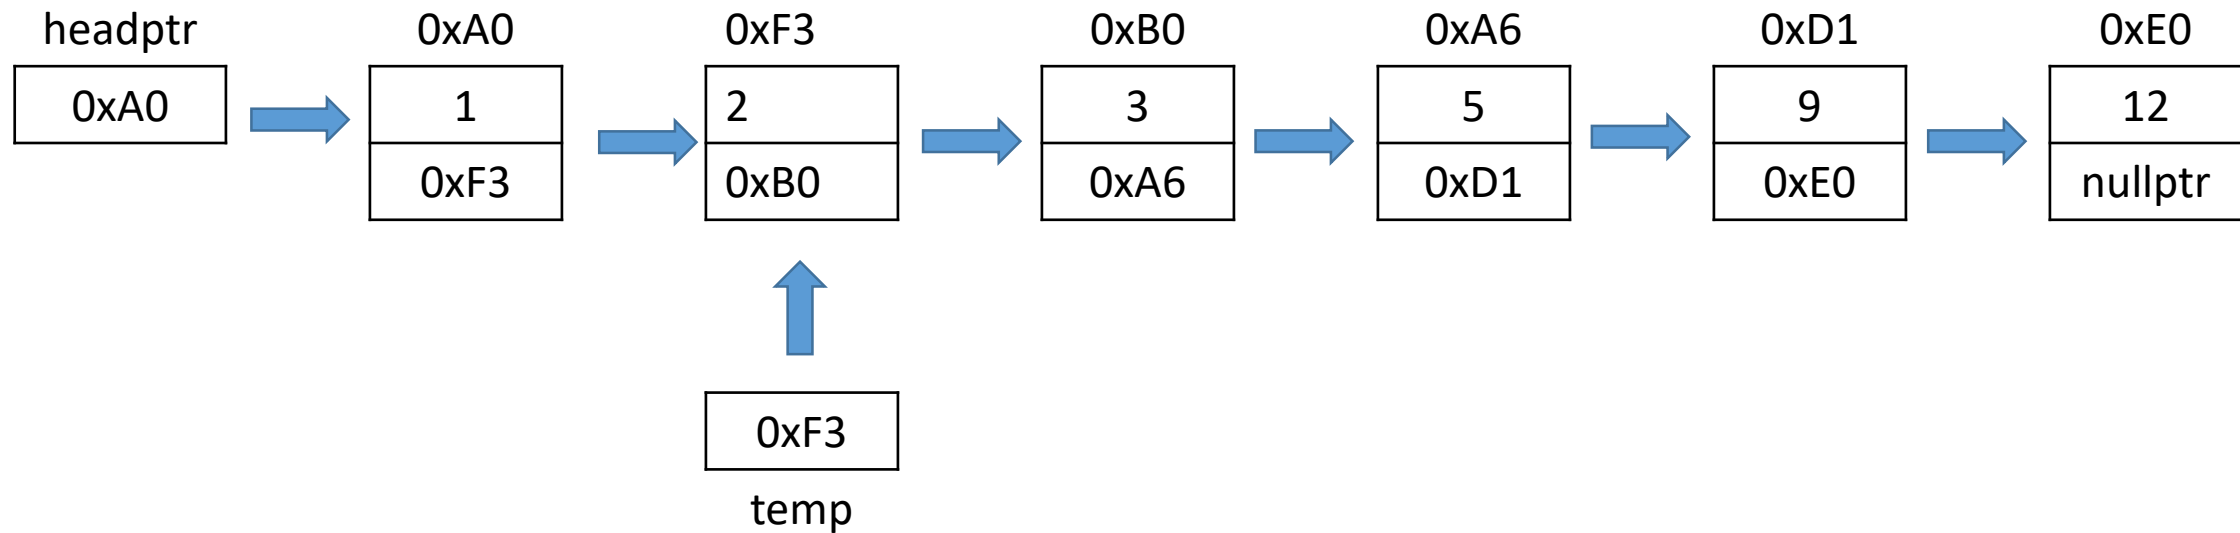 headptr 0xA0 0xF3 0xB0 0xA6 0xD1 0xE0
0xA0 1 2 3 5 9 12
0xF3 0xB0 0xA6 0xD1 0xE0 nullptr
0xF3
temp